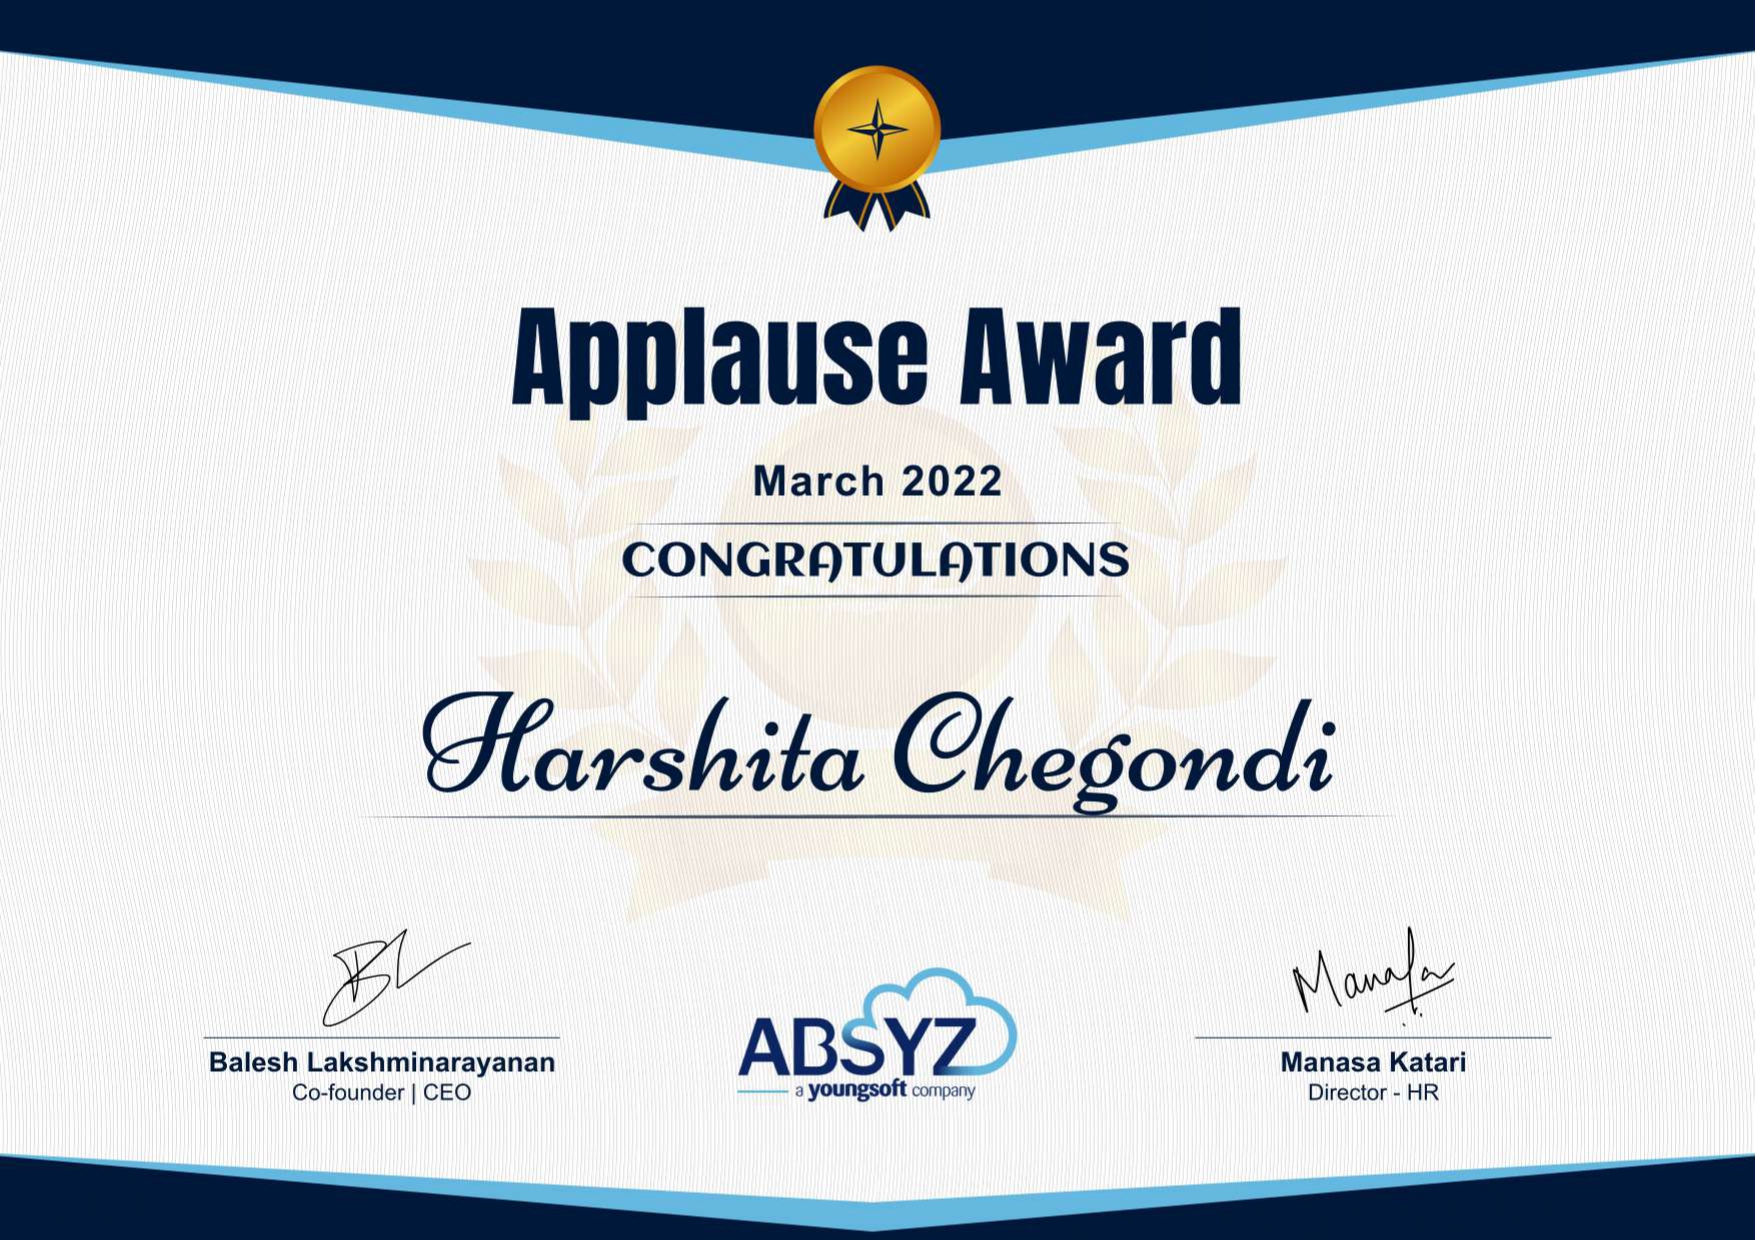 Applause Award
March 2022
CONGRATULATIONS
Harshita Chegondi
Balesh Lakshminarayanan
Co-founder | CEO
ABSYZ
a youngsoft company
Manasa
Manasa Katari
Director - HR